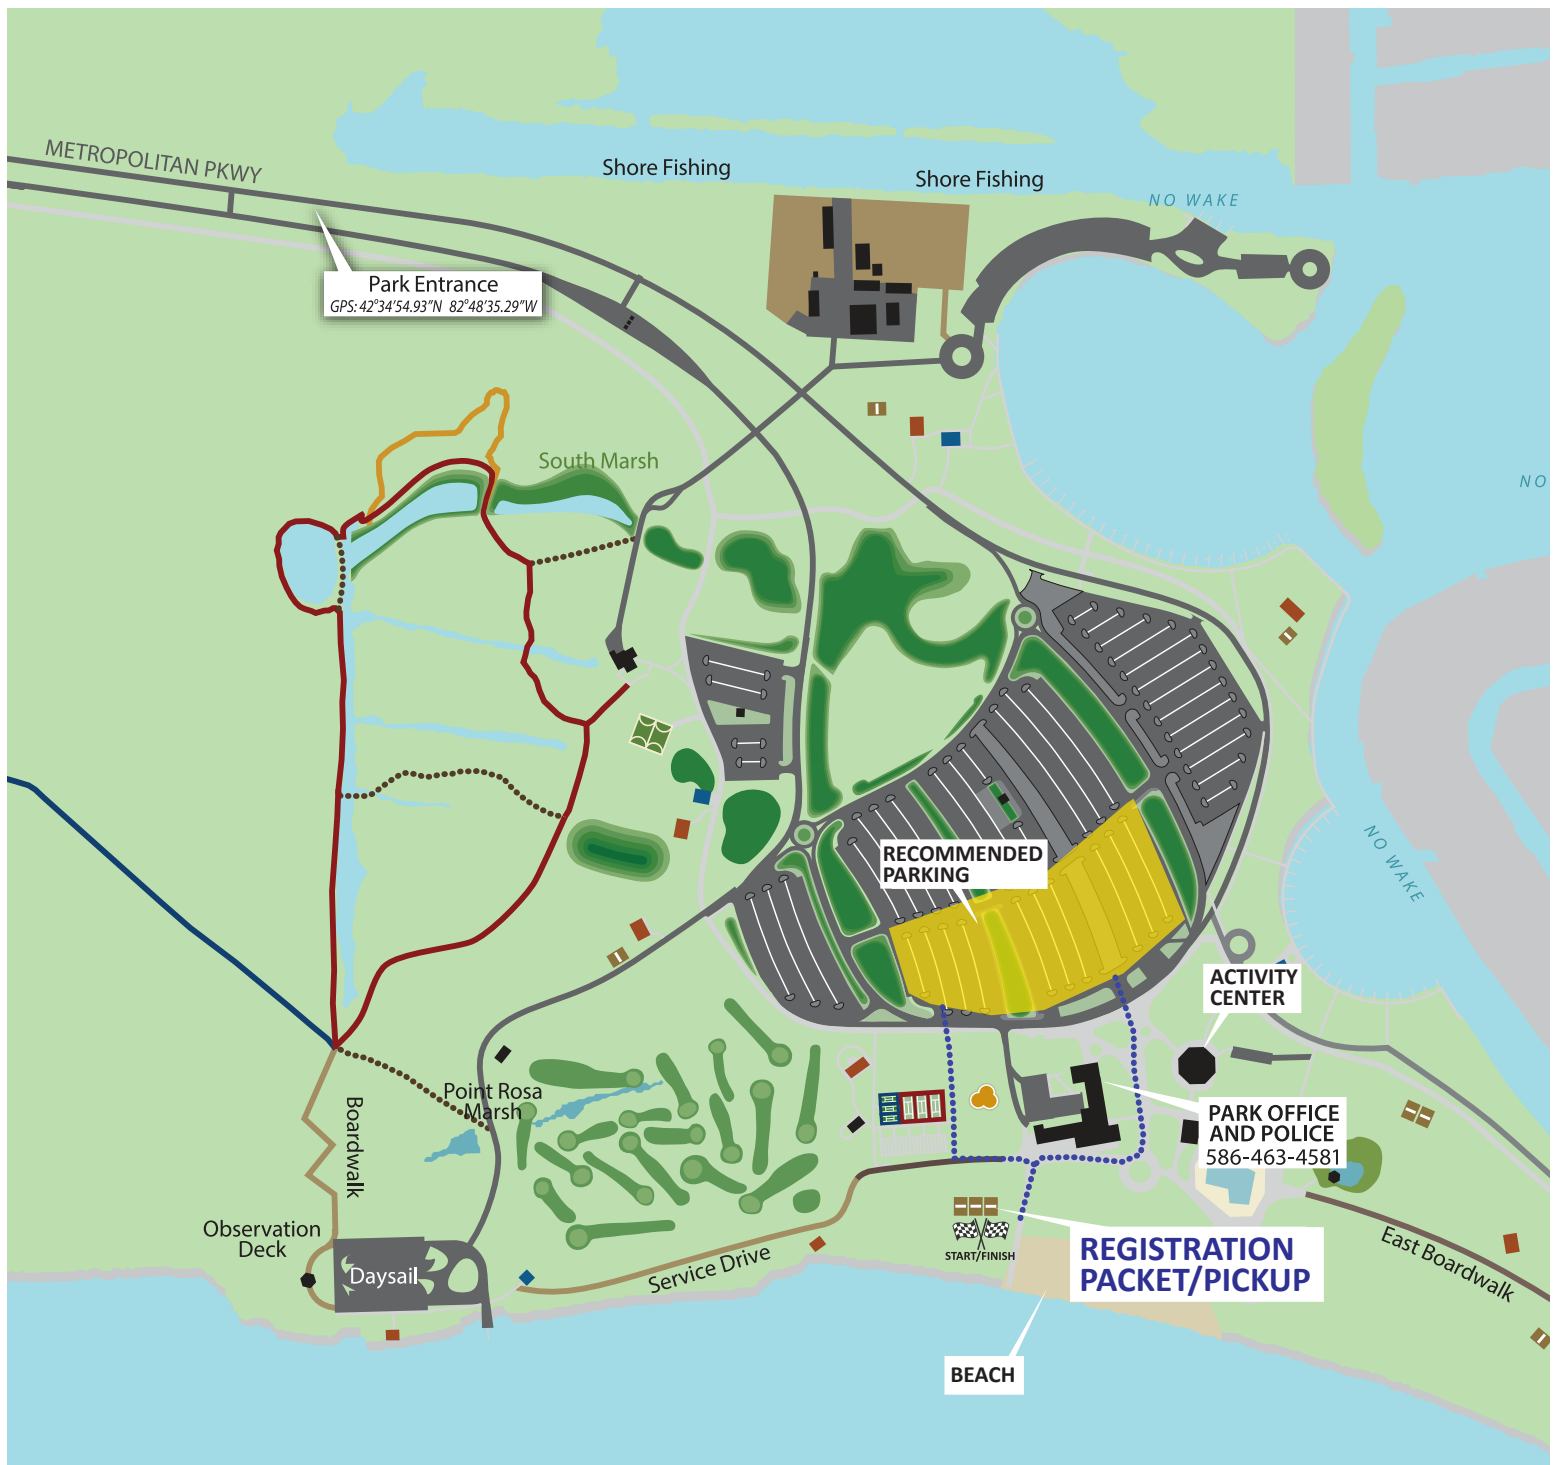 METROPOLITAN PKWY
Shore Fishing
Shore Fishing
NO WAKE
Park Entrance
GPS: 42°34'54.93"N 82°48'35.29"W
South Marsh
NO
RECOMMENDED
PARKING
NO WAKE
ACTIVITY
CENTER
Point Rosa
Marsh
Boardwalk
PARK OFFICE
AND POLICE
586-463-4581
Observation
Deck
Daysail
Service Drive
START/FINISH
REGISTRATION
PACKET/PICKUP
East Boardwalk
BEACH